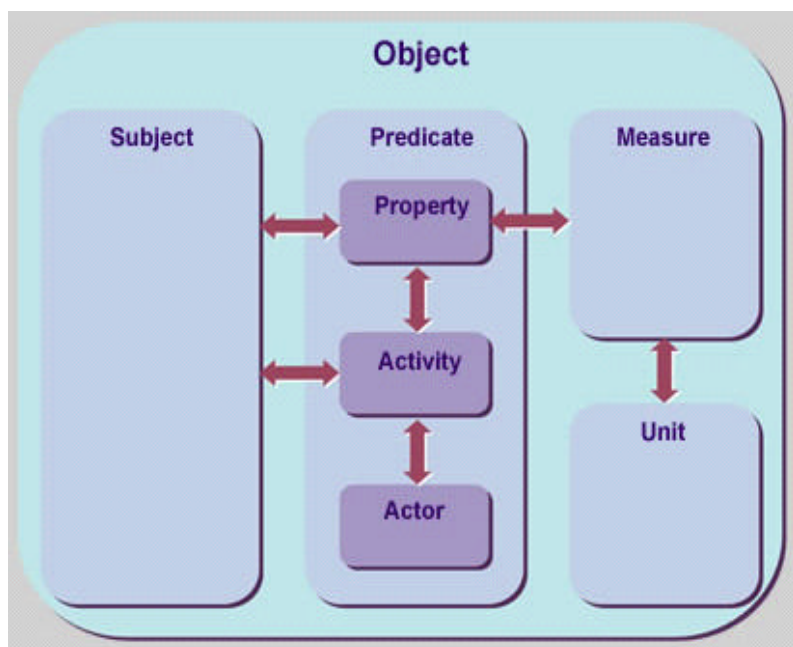 Object
Subject
Predicate
Measure
Property
Activity
Unit
Actor